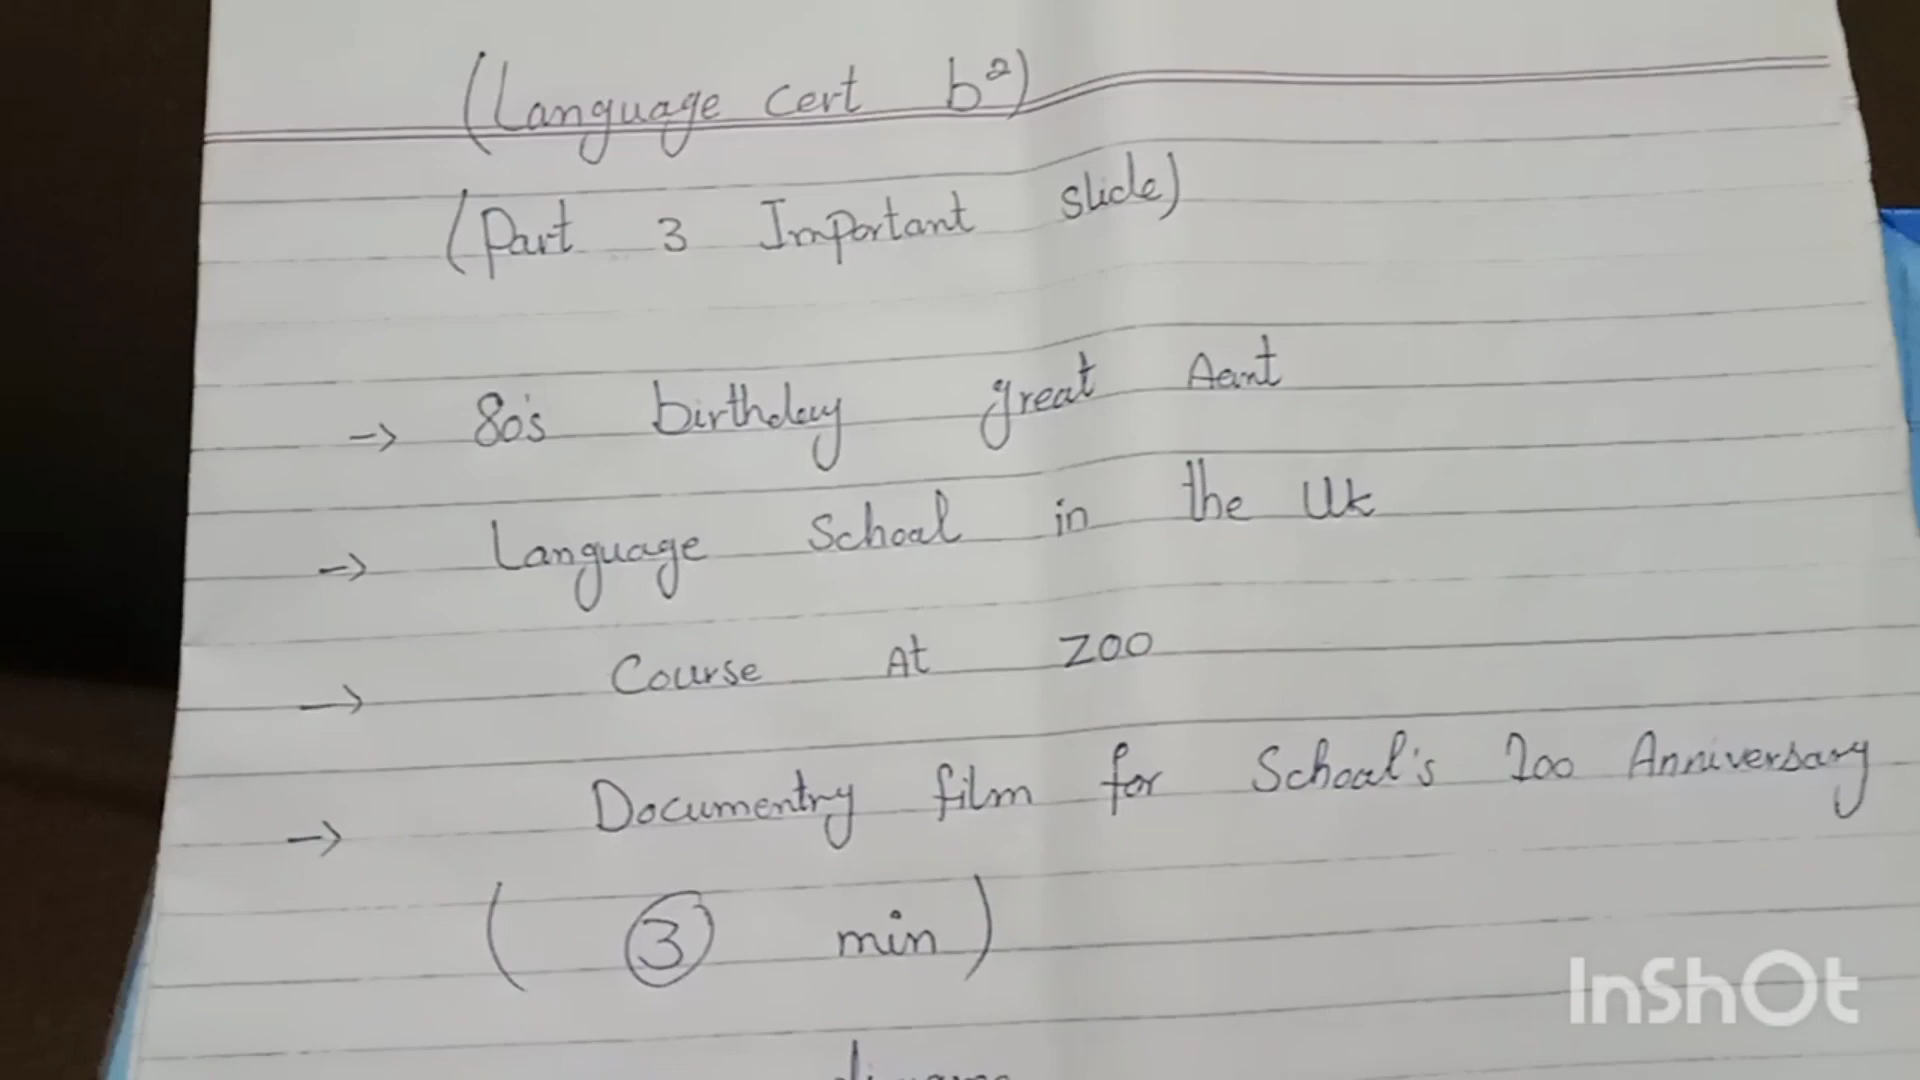 (Language cert b2)
(Part 3 Important slide)
→ 80's birthday great Aant
→ Language School in the Uk
→ Course At zoo
→ Documentry film for School's 200 Anniversary
( 3 min )
InShOt